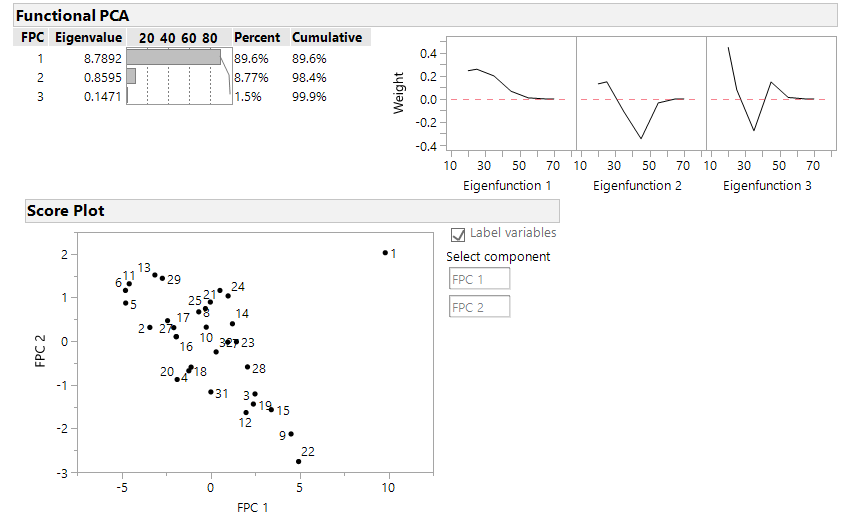 Functional PCA
FPC Eigenvalue 20 40 60 80 Percent Cumulative
1 8.7892 89.6% 89.6%
2 0.8595 8.77% 98.4%
3 0.1471 1.5% 99.9%
Weight
0.4
0.2
0.0
-0.2
-0.4
10 30 50 70 10 30 50 70 10 30 50 70
Eigenfunction 1 Eigenfunction 2 Eigenfunction 3
Score Plot
Label variables
Select component
FPC 1
FPC 2
FPC 2
2
1
0
-1
-2
-3
1
13
11
6
29
5
24
21
25
8
14
17
2
27
10
16
23
20
18
4
28
31
3
19
15
12
9
22
-5 0 5 10
FPC 1